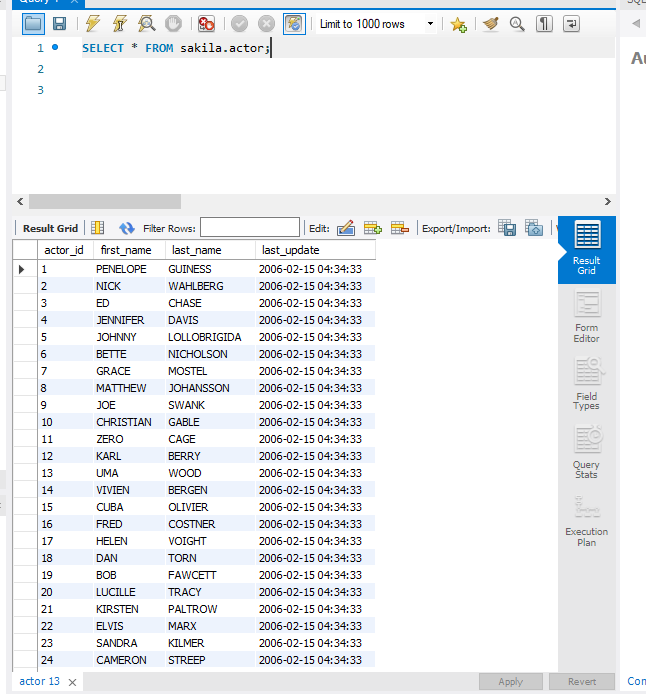 Query 1
SQL
Limit to 1000 rows
1 SELECT * FROM sakila.actor;
2
3
Result Grid Filter Rows: Edit: Export/Import:
actor_id first_name last_name last_update
1 PENELOPE GUINESS 2006-02-15 04:34:33
2 NICK WAHLBERG 2006-02-15 04:34:33
3 ED CHASE 2006-02-15 04:34:33
4 JENNIFER DAVIS 2006-02-15 04:34:33
5 JOHNNY LOLLOBRIGIDA 2006-02-15 04:34:33
6 BETTE NICHOLSON 2006-02-15 04:34:33
7 GRACE MOSTEL 2006-02-15 04:34:33
8 MATTHEW JOHANSSON 2006-02-15 04:34:33
9 JOE SWANK 2006-02-15 04:34:33
10 CHRISTIAN GABLE 2006-02-15 04:34:33
11 ZERO CAGE 2006-02-15 04:34:33
12 KARL BERRY 2006-02-15 04:34:33
13 UMA WOOD 2006-02-15 04:34:33
14 VIVIEN BERGEN 2006-02-15 04:34:33
15 CUBA OLIVIER 2006-02-15 04:34:33
16 FRED COSTNER 2006-02-15 04:34:33
17 HELEN VOIGHT 2006-02-15 04:34:33
18 DAN TORN 2006-02-15 04:34:33
19 BOB FAWCETT 2006-02-15 04:34:33
20 LUCILLE TRACY 2006-02-15 04:34:33
21 KIRSTEN PALTROW 2006-02-15 04:34:33
22 ELVIS MARX 2006-02-15 04:34:33
23 SANDRA KILMER 2006-02-15 04:34:33
24 CAMERON STREEP 2006-02-15 04:34:33
Result
Grid
Form
Editor
Field
Types
Query
Stats
Execution
Plan
actor 13
Apply Revert